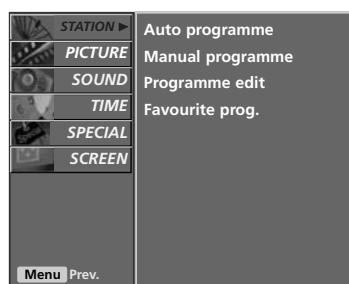 STATION ►
PICTURE
SOUND
TIME
SPECIAL
SCREEN
Auto programme
Manual programme
Programme edit
Favourite prog.
Menu Prev.